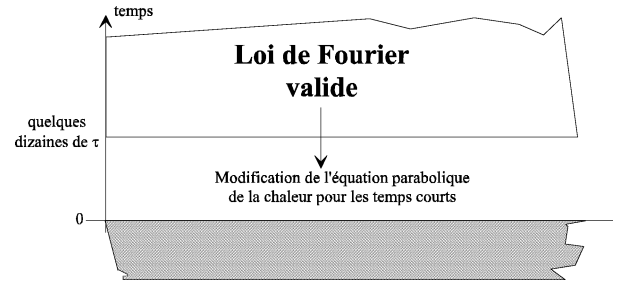 temps
Loi de Fourier
valide
quelques
dizaines de τ
Modification de l'équation parabolique
de la chaleur pour les temps courts
0